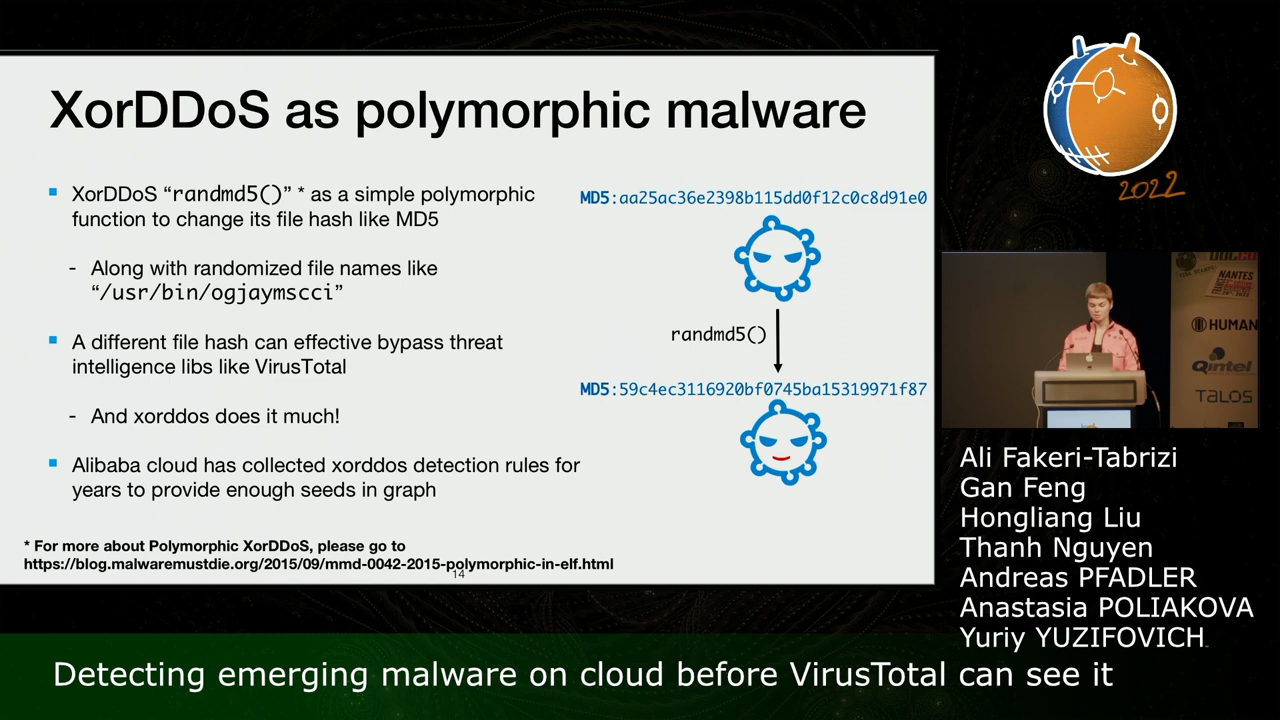 XorDDoS as polymorphic malware
XorDDoS “randmd5()” * as a simple polymorphic
function to change its file hash like MD5
- Along with randomized file names like
“/usr/bin/ogjaymscci”
A different file hash can effective bypass threat
intelligence libs like VirusTotal
- And xorddos does it much!
Alibaba cloud has collected xorddos detection rules for
years to provide enough seeds in graph
* For more about Polymorphic XorDDoS, please go to
https://blog.malwaremustdie.org/2015/09/mmd-0042-2015-polymorphic-in-elf.html
14
MD5:aa25ac36e2398b115dd0f12c0c8d91e0
randmd5()
MD5:59c4ec3116920bf0745ba15319971f87
2022
NANTES
HUMAN
Qintel
TALOS
Ali Fakeri-Tabrizi
Gan Feng
Hongliang Liu
Thanh Nguyen
Andreas PFADLER
Anastasia POLIAKOVA
Yuriy YUZIFOVICH
Detecting emerging malware on cloud before VirusTotal can see it